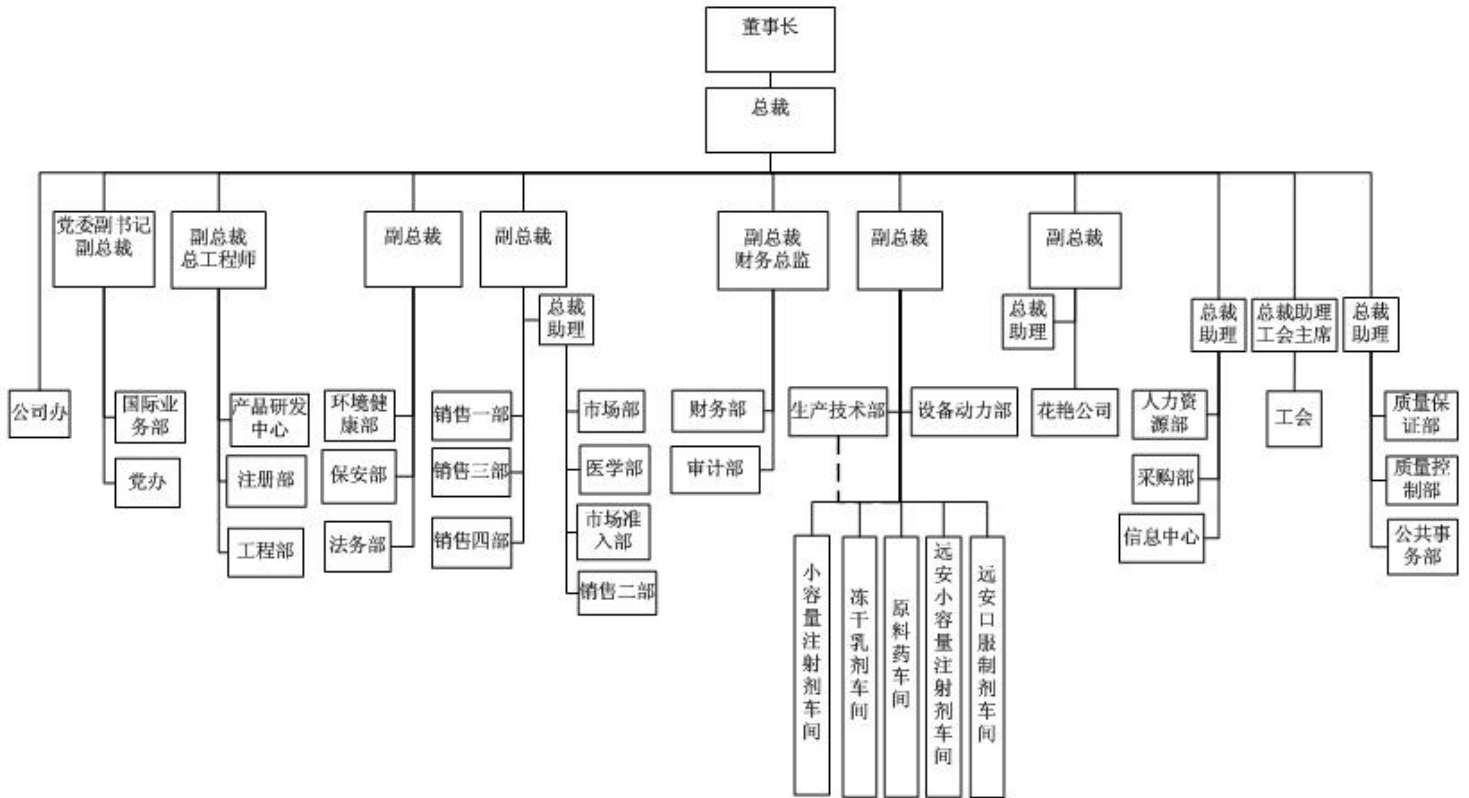 董事长
总裁
党委副书记
副总裁
副总裁
总工程师
副总裁
副总裁
副总裁
财务总监
副总裁
副总裁
总裁
助理
总裁
助理
总裁
助理
总裁助理
工会主席
总裁
助理
公司办
国际业
务部
党办
产品研发
中心
注册部
工程部
环境健
康部
保安部
法务部
销售一部
销售三部
销售四部
市场部
医学部
市场准
入部
销售二部
财务部
审计部
生产技术部
设备动力部
花艳公司
人力资
源部
采购部
信息中心
工会
质量保
证部
质量控
制部
公共事
务部
小容量注射剂车间
冻干乳剂车间
原料药车间
远安小容量注射剂车间
远安口服制剂车间